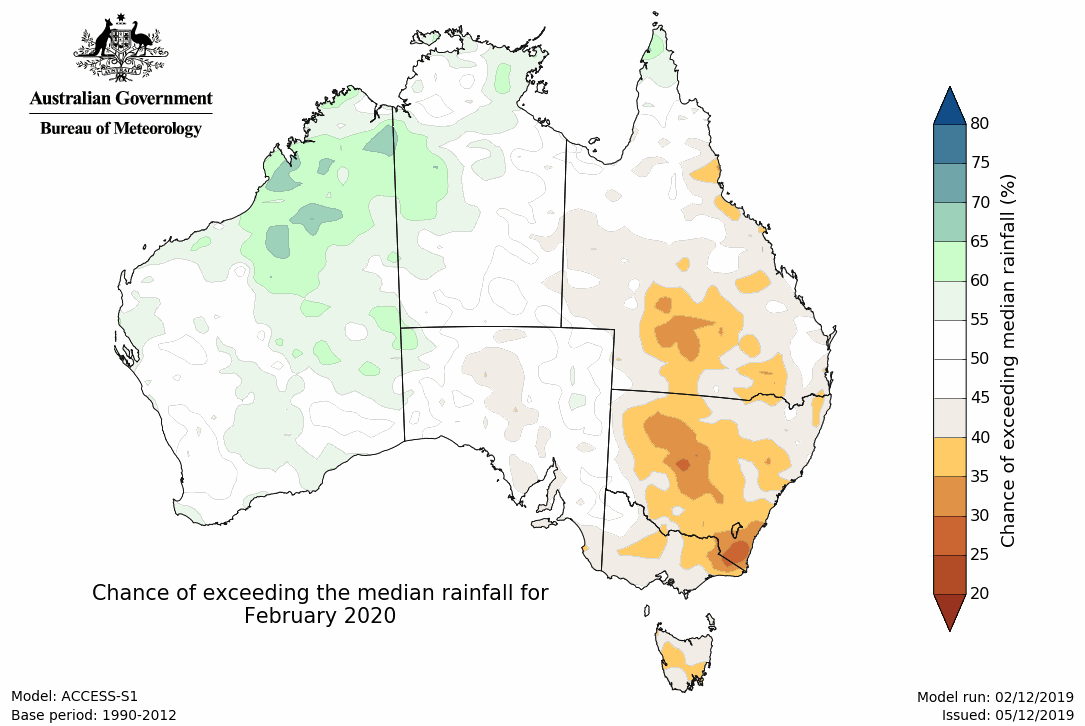 Australian Government
Bureau of Meteorology
80
75
70
65
60
55
50
45
40
35
30
25
20
Chance of exceeding median rainfall (%)
Chance of exceeding the median rainfall for
February 2020
Model: ACCESS-S1
Base period: 1990-2012
Model run: 02/12/2019
Issued: 05/12/2019